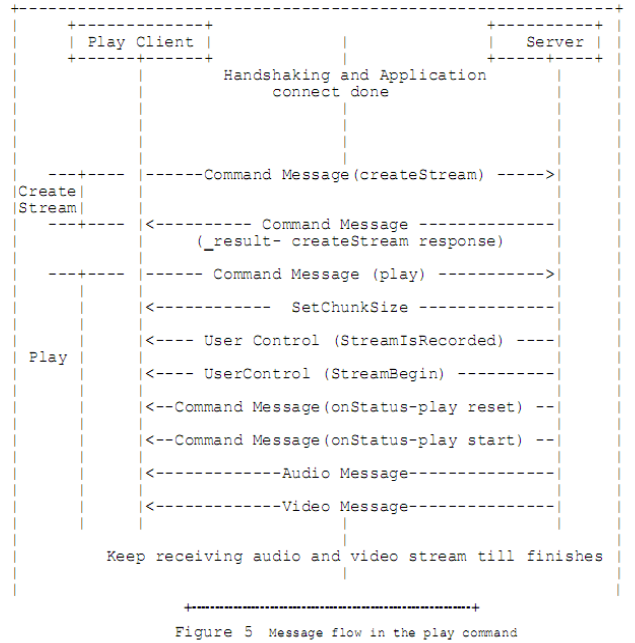 Play Client
Server
Handshaking and Application
connect done
Command Message(createStream)
Create
Stream
Command Message
(_result- createStream response)
Command Message (play)
SetChunkSize
User Control (StreamIsRecorded)
Play
UserControl (StreamBegin)
Command Message(onStatus-play reset)
Command Message(onStatus-play start)
Audio Message
Video Message
Keep receiving audio and video stream till finishes
Figure 5 Message flow in the play command